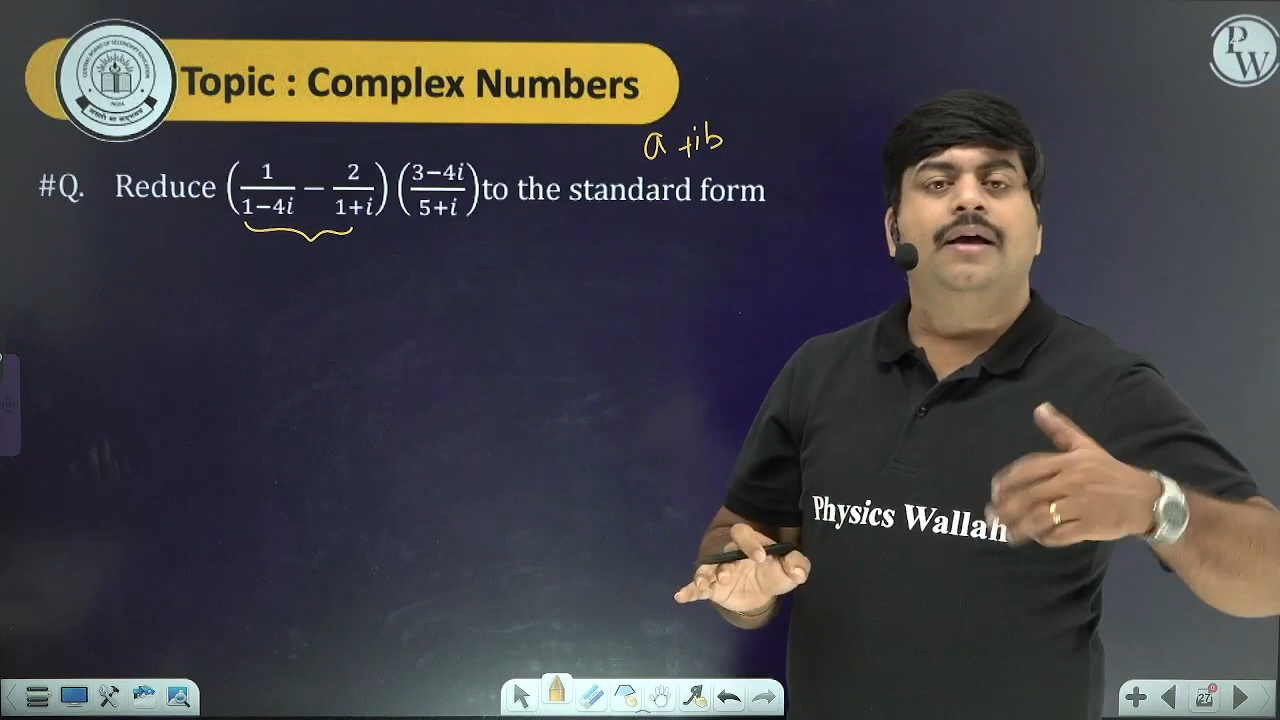 PW
Topic : Complex Numbers
a + ib
#Q. Reduce (1/(1−4i) − 2/(1+i)) ((3−4i)/(5+i)) to the standard form
Physics Wallah
27